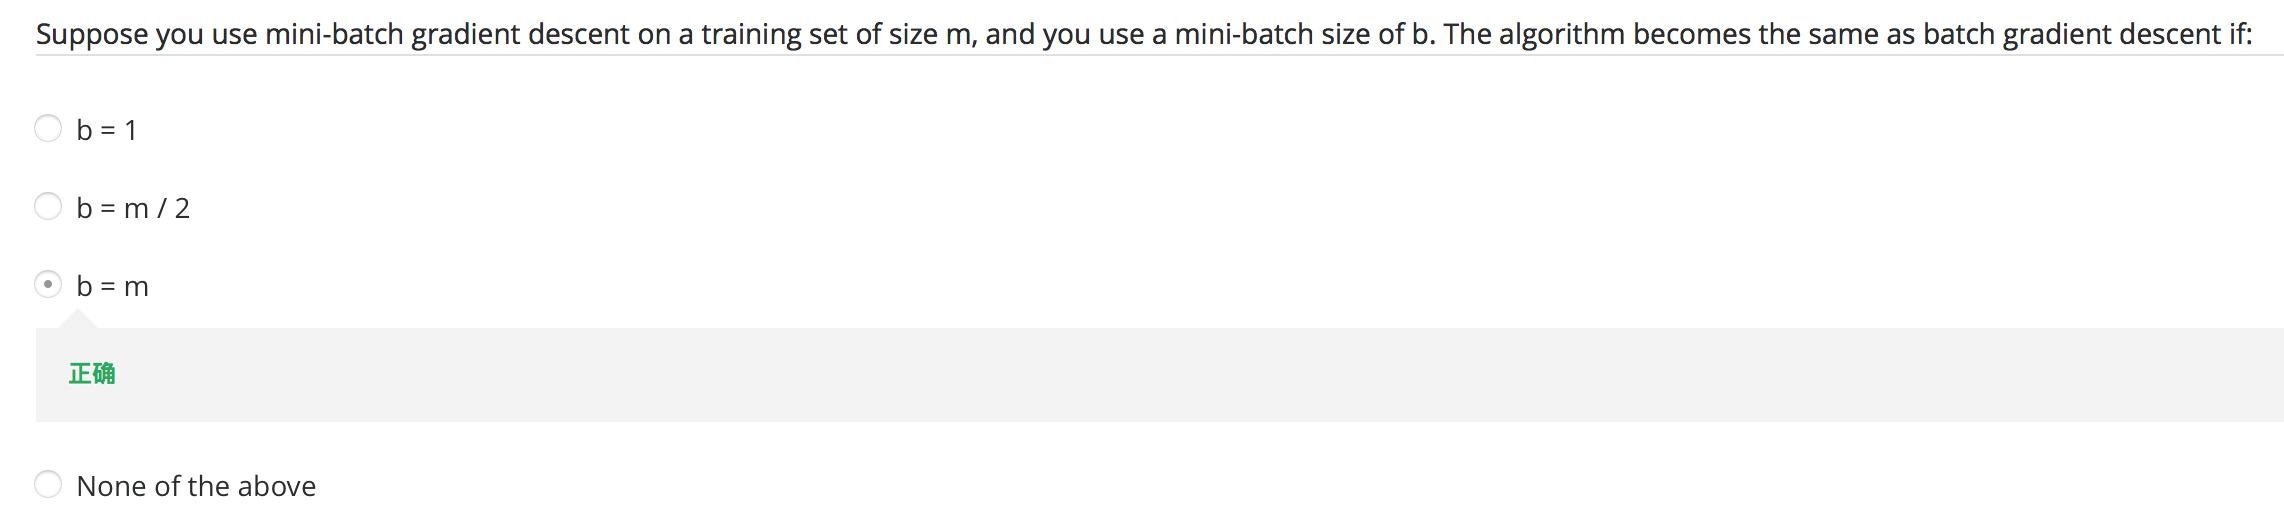 Suppose you use mini-batch gradient descent on a training set of size m, and you use a mini-batch size of b. The algorithm becomes the same as batch gradient descent if:
b = 1
b = m / 2
b = m
正确
None of the above